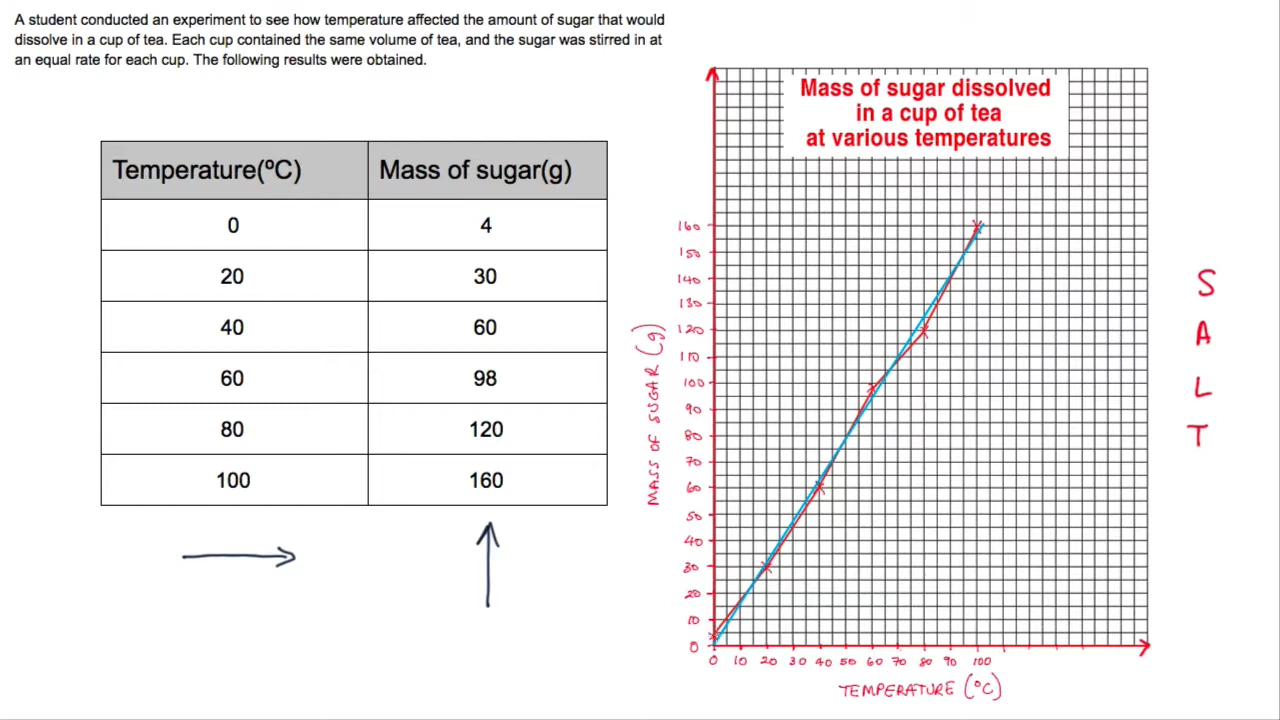 A student conducted an experiment to see how temperature affected the amount of sugar that would
dissolve in a cup of tea. Each cup contained the same volume of tea, and the sugar was stirred in at
an equal rate for each cup. The following results were obtained.
Temperature(ºC) Mass of sugar(g)
0 4
20 30
40 60
60 98
80 120
100 160
Mass of sugar dissolved
in a cup of tea
at various temperatures
160
150
140
130
120
110
100
90
80
70
60
50
40
30
20
10
0
MASS OF SUGAR (g)
0 10 20 30 40 50 60 70 80 90 100
TEMPERATURE (°C)
S
A
L
T